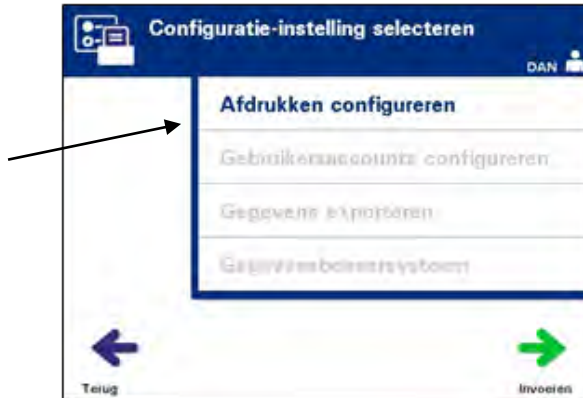 Configuratie-instelling selecteren
DAN
Afdrukken configureren
Gebruikersaccounts configureren
Gegevens exporteren
Gegevensbeheersysteem
Terug
Invoeren